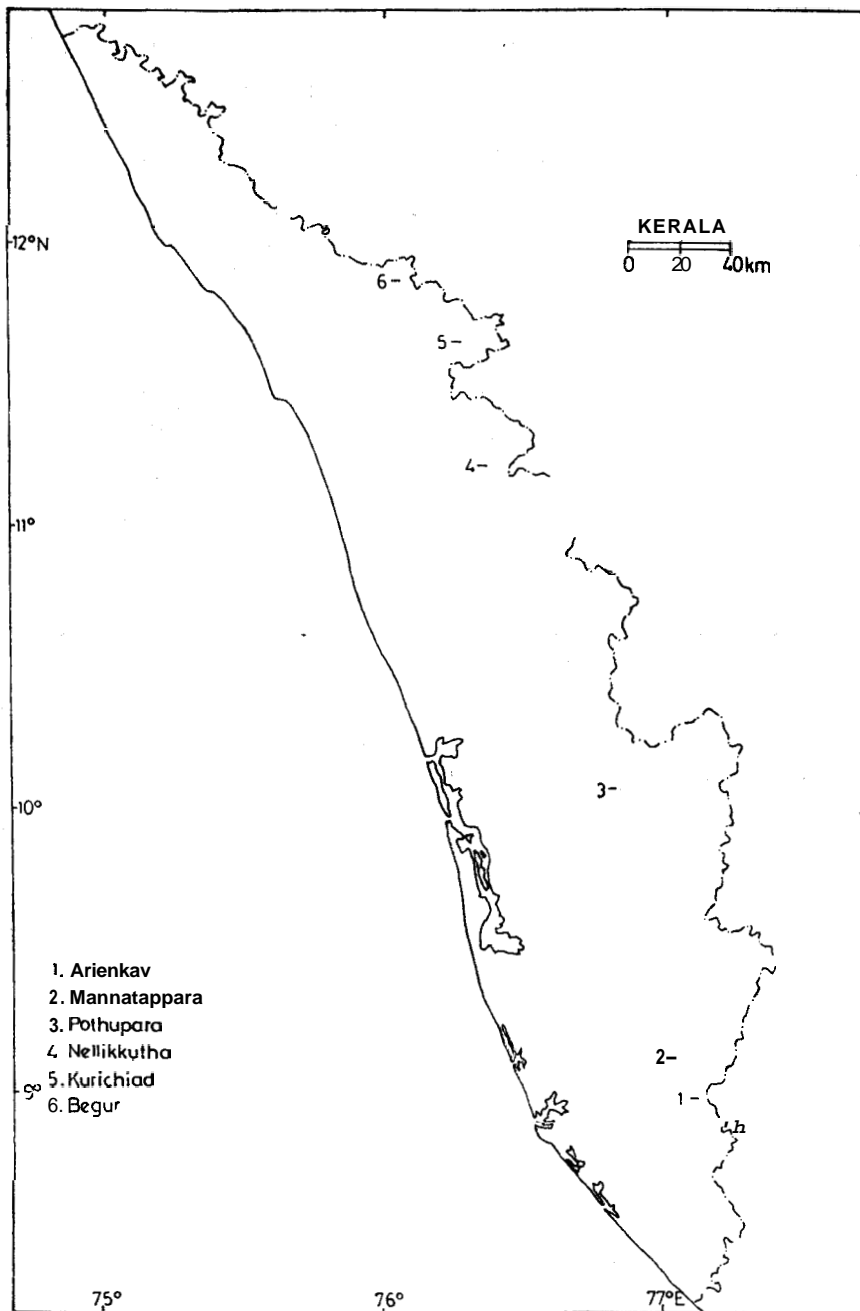 KERALA
0 20 40km
12°N
6
5
4
11°
3
10°
1. Arienkav
2. Mannatappara
3. Pothupara
4 Nellikkutha
5. Kurichiad
6. Begur
2
9°
1
h
75°
76°
77°E